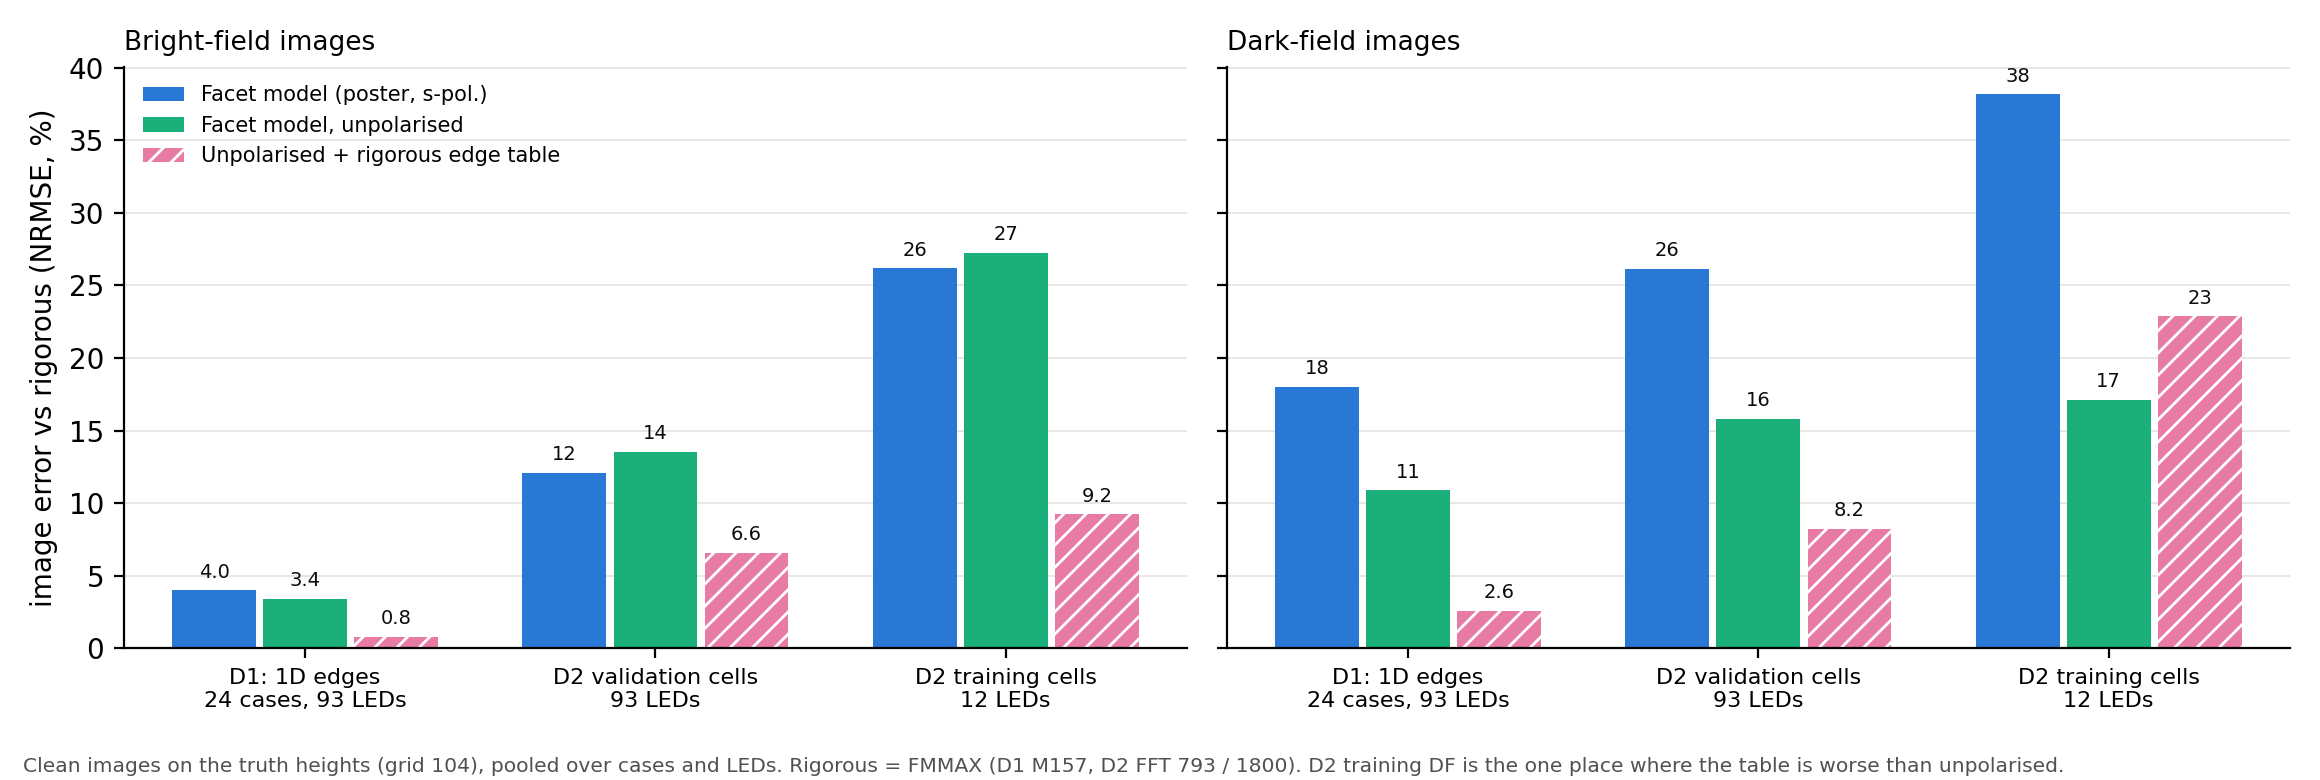 Bright-field images
40
35
30
25
20
15
10
5
0
image error vs rigorous (NRMSE, %)
Facet model (poster, s-pol.)
Facet model, unpolarised
Unpolarised + rigorous edge table
4.0
3.4
0.8
12
14
6.6
26
27
9.2
D1: 1D edges
24 cases, 93 LEDs
D2 validation cells
93 LEDs
D2 training cells
12 LEDs
Dark-field images
18
11
2.6
26
16
8.2
38
17
23
D1: 1D edges
24 cases, 93 LEDs
D2 validation cells
93 LEDs
D2 training cells
12 LEDs
Clean images on the truth heights (grid 104), pooled over cases and LEDs. Rigorous = FMMAX (D1 M157, D2 FFT 793 / 1800). D2 training DF is the one place where the table is worse than unpolarised.